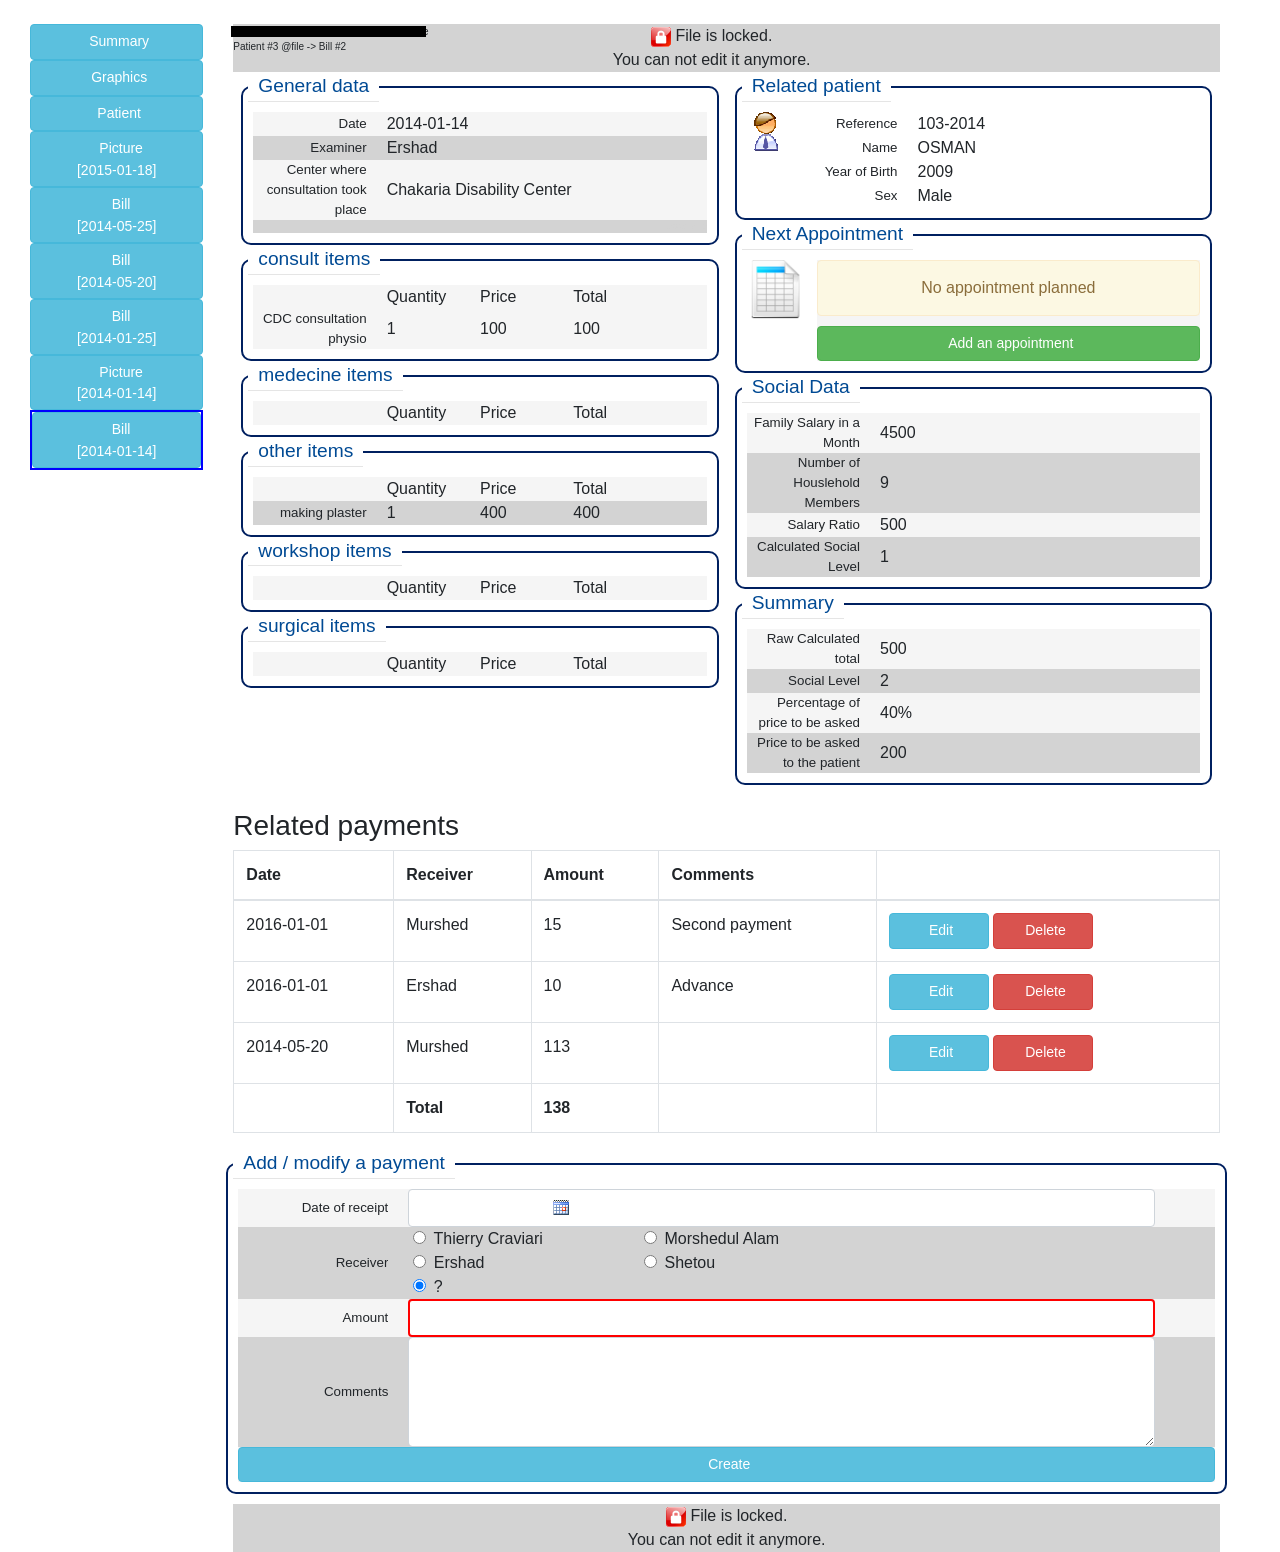 Summary
Graphics
Patient
Picture
[2015-01-18]
Bill
[2014-05-25]
Bill
[2014-05-20]
Bill
[2014-01-25]
Picture
[2014-01-14]
Bill
[2014-01-14]
Patient #3 @file -> Bill #2
File is locked.
You can not edit it anymore.
General data
Date 2014-01-14
Examiner Ershad
Center where
consultation took Chakaria Disability Center
place
consult items
Quantity Price Total
CDC consultation
physio 1 100 100
medecine items
Quantity Price Total
other items
Quantity Price Total
making plaster 1 400 400
workshop items
Quantity Price Total
surgical items
Quantity Price Total
Related patient
Reference 103-2014
Name OSMAN
Year of Birth 2009
Sex Male
Next Appointment
No appointment planned
Add an appointment
Social Data
Family Salary in a
Month 4500
Number of
Houslehold 9
Members
Salary Ratio 500
Calculated Social
Level 1
Summary
Raw Calculated
total 500
Social Level 2
Percentage of
price to be asked 40%
Price to be asked
to the patient 200
Related payments
Date Receiver Amount Comments
2016-01-01 Murshed 15 Second payment Edit Delete
2016-01-01 Ershad 10 Advance Edit Delete
2014-05-20 Murshed 113 Edit Delete
Total 138
Add / modify a payment
Date of receipt
Receiver
Thierry Craviari Morshedul Alam
Ershad Shetou
?
Amount
Comments
Create
File is locked.
You can not edit it anymore.